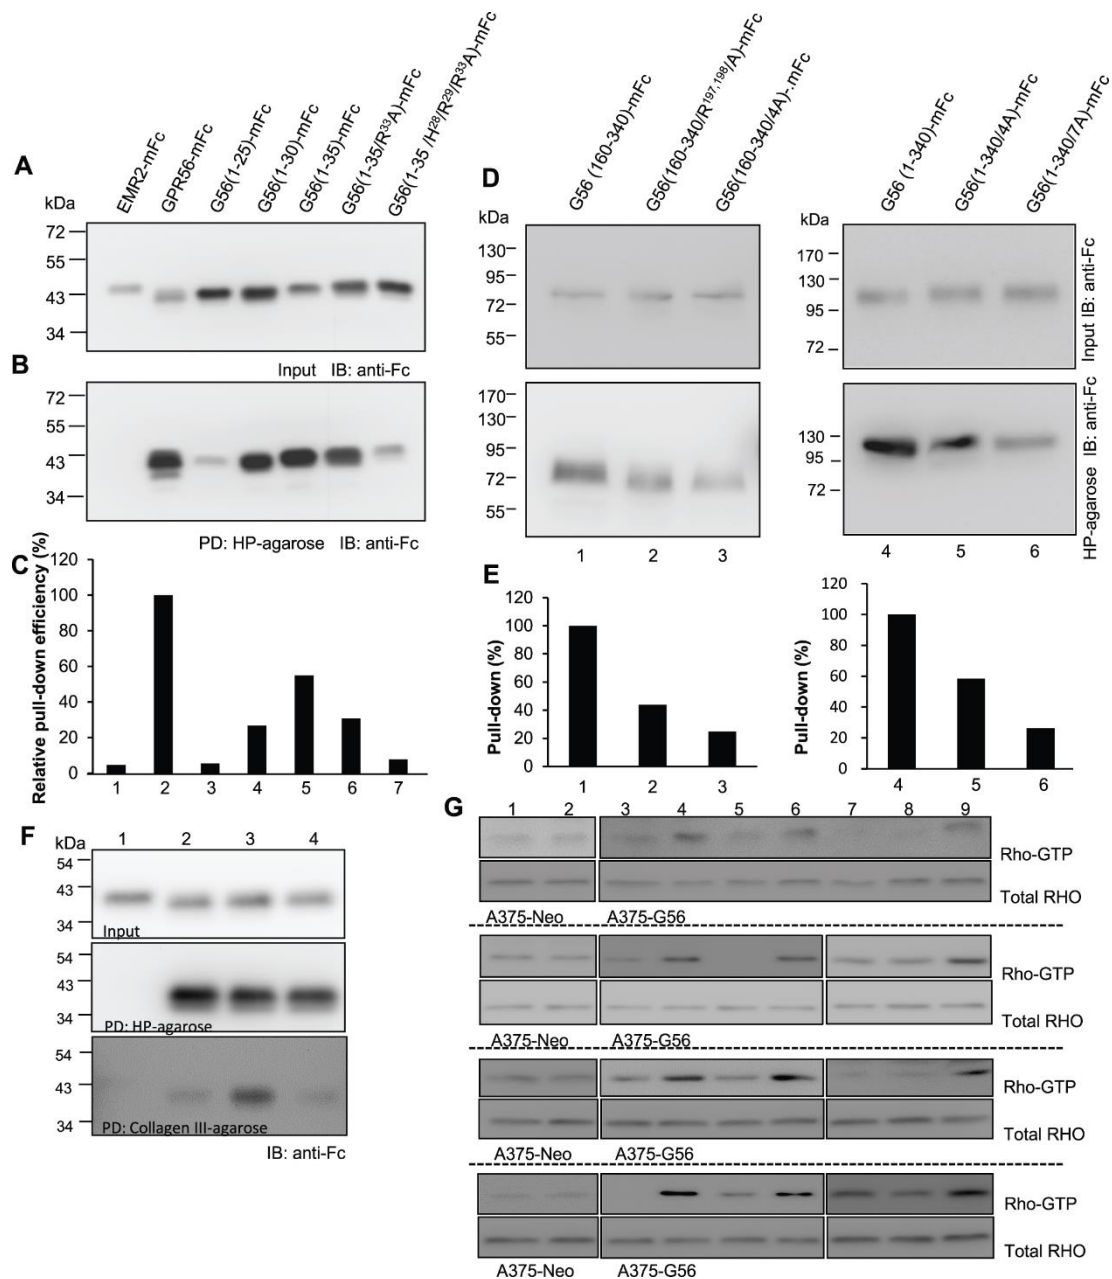 A
EMR2-mFc
GPR56-mFc
G56(1-25)-mFc
G56(1-30)-mFc
G56(1-35)-mFc
G56(1-35/R³³A)-mFc
G56(1-35 /H²⁸/R²⁹/R³³A)-mFc
kDa
72
55
43
34
Input IB: anti-Fc
B
72
55
43
34
PD: HP-agarose IB: anti-Fc
C
Relative pull-down efficiency (%)
120
100
80
60
40
20
0
1 2 3 4 5 6 7
D
G56 (160-340)-mFc
G56(160-340/R¹⁹⁷,¹⁹⁸/A)-mFc
G56(160-340/4A)-.mFc
kDa
130
95
72
55
170
130
95
72
55
1 2 3
G56 (1-340)-mFc
G56(1-340/4A)-mFc
G56(1-340/7A)-mFc
kDa
170
130
95
72
Input IB: anti-Fc
130
95
72
HP-agarose IB: anti-Fc
4 5 6
E
Pull-down (%)
120
100
80
60
40
20
0
1 2 3
Pull-down (%)
120
100
80
60
40
20
0
4 5 6
F
kDa
1 2 3 4
54
43
34
Input
54
43
34
PD: HP-agarose
54
43
34
PD: Collagen III-agarose
IB: anti-Fc
G
1 2 3 4 5 6 7 8 9
Rho-GTP
Total RHO
A375-Neo A375-G56
Rho-GTP
Total RHO
A375-Neo A375-G56
Rho-GTP
Total RHO
A375-Neo A375-G56
Rho-GTP
Total RHO
A375-Neo A375-G56